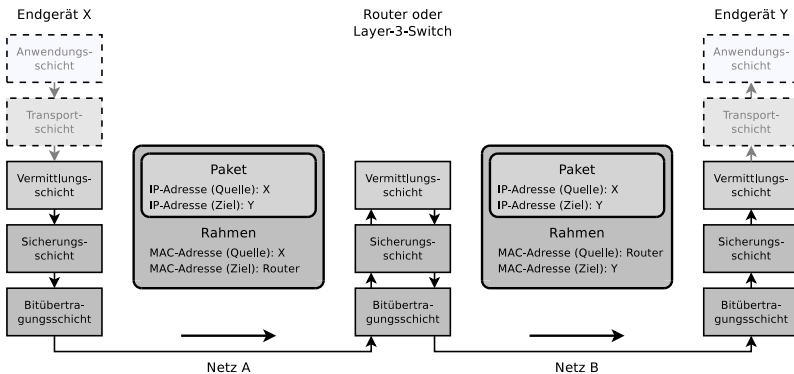 Endgerät X
Router oder
Layer-3-Switch
Endgerät Y
Anwendungs-
schicht
Anwendungs-
schicht
Transport-
schicht
Transport-
schicht
Vermittlungs-
schicht
Paket
IP-Adresse (Quelle): X
IP-Adresse (Ziel): Y
Vermittlungs-
schicht
Paket
IP-Adresse (Quelle): X
IP-Adresse (Ziel): Y
Vermittlungs-
schicht
Sicherungs-
schicht
Rahmen
MAC-Adresse (Quelle): X
MAC-Adresse (Ziel): Router
Sicherungs-
schicht
Rahmen
MAC-Adresse (Quelle): Router
MAC-Adresse (Ziel): Y
Sicherungs-
schicht
Bitübertra-
gungsschicht
Bitübertra-
gungsschicht
Bitübertra-
gungsschicht
Netz A
Netz B